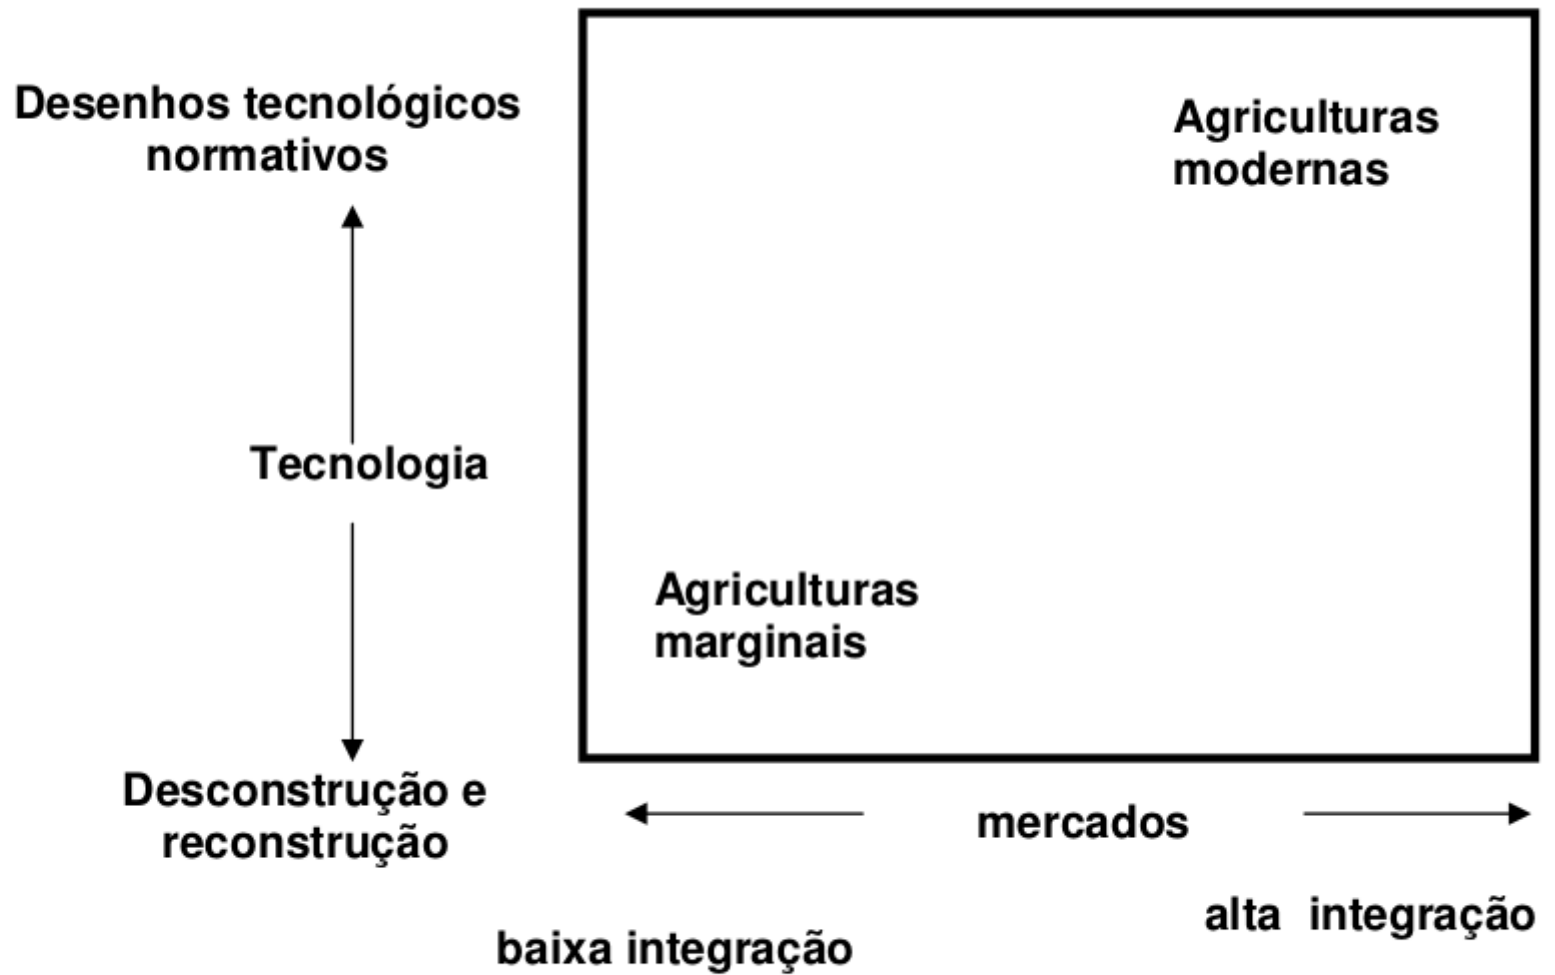 Desenhos tecnológicos
normativos
Agriculturas
modernas
Tecnologia
Agriculturas
marginais
Desconstrução e
reconstrução
mercados
alta integração
baixa integração